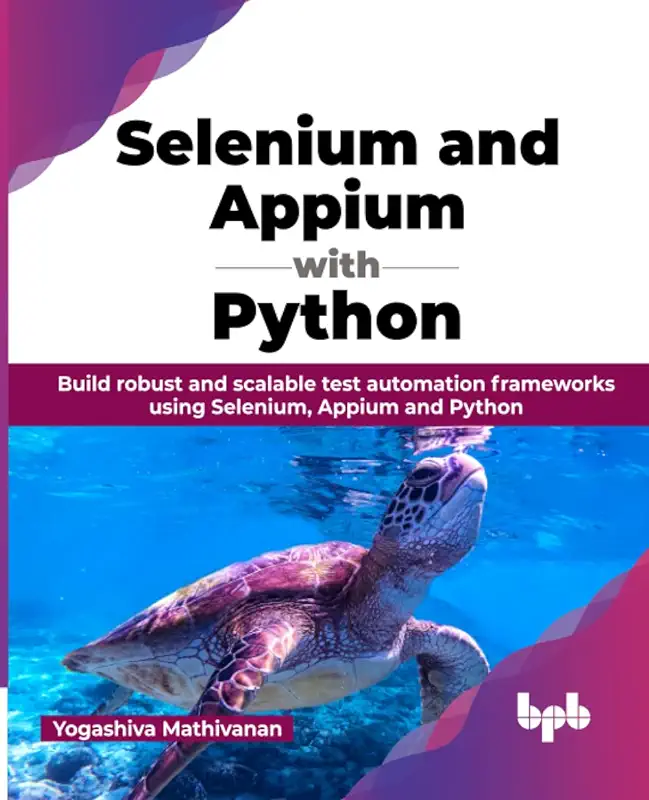 Selenium and
Appium
with
Python
Build robust and scalable test automation frameworks
using Selenium, Appium and Python
Yogashiva Mathivanan
bpb